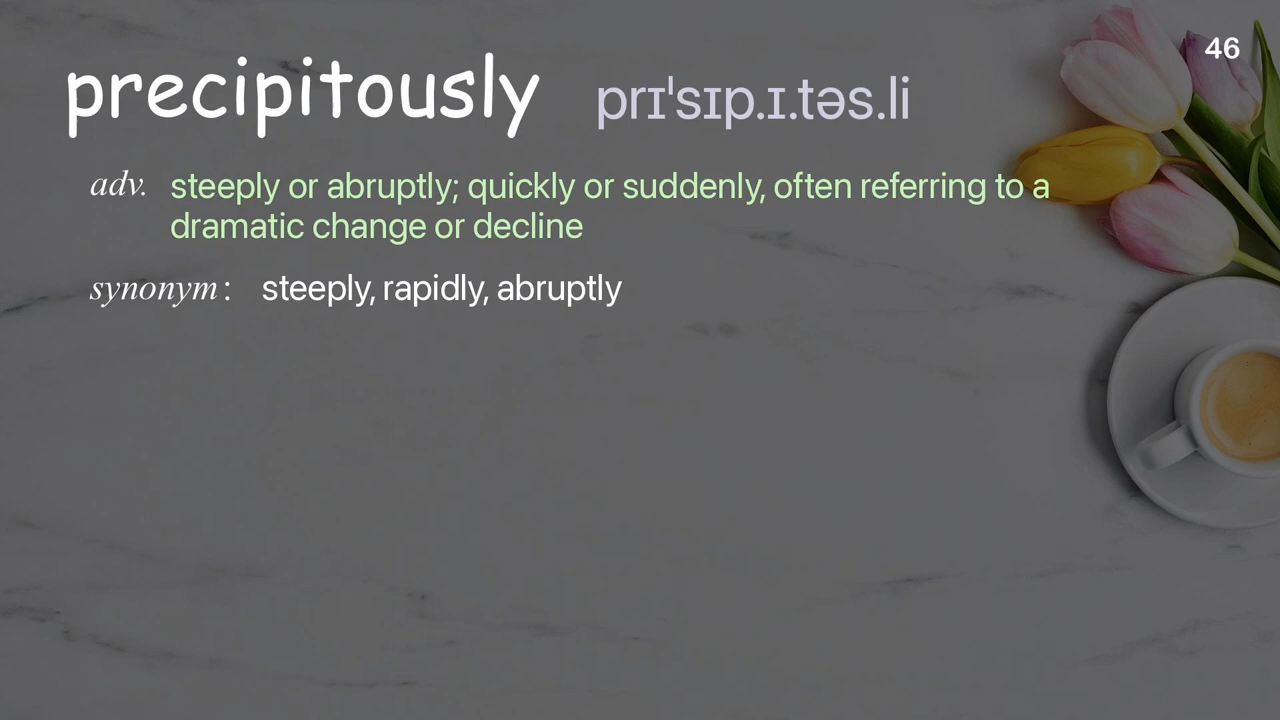 46
precipitously prɪˈsɪp.ɪ.təs.li
adv. steeply or abruptly; quickly or suddenly, often referring to a
dramatic change or decline
synonym: steeply, rapidly, abruptly